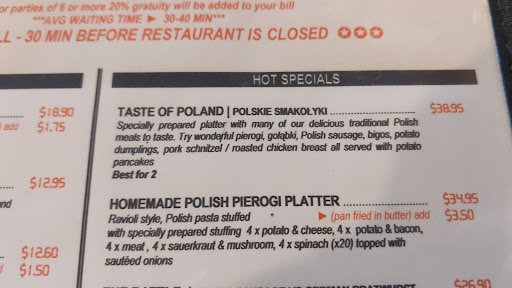 or parties of 6 or more 20% gratuity will be added to your bill
***AVG WAITING TIME ► 30-40 MIN***
- 30 MIN BEFORE RESTAURANT IS CLOSED ✪✪✪
HOT SPECIALS
$18.90
add $1.75
$12.95
$12.60
$1.50
TASTE OF POLAND | POLSKIE SMAKOŁYKI ........................ $38.95
Specially prepared platter with many of our delicious traditional Polish
meals to taste. Try wonderful pierogi, gołąbki, Polish sausage, bigos, potato
dumplings, pork schnitzel / roasted chicken breast all served with potato
pancakes
Best for 2
HOMEMADE POLISH PIEROGI PLATTER ...................... $34.95
Ravioli style, Polish pasta stuffed ► (pan fried in butter) add $3.50
with specially prepared stuffing 4 x potato & cheese, 4 x potato & bacon,
4 x meat , 4 x sauerkraut & mushroom, 4 x spinach (x20) topped with
sautéed onions
$26.90